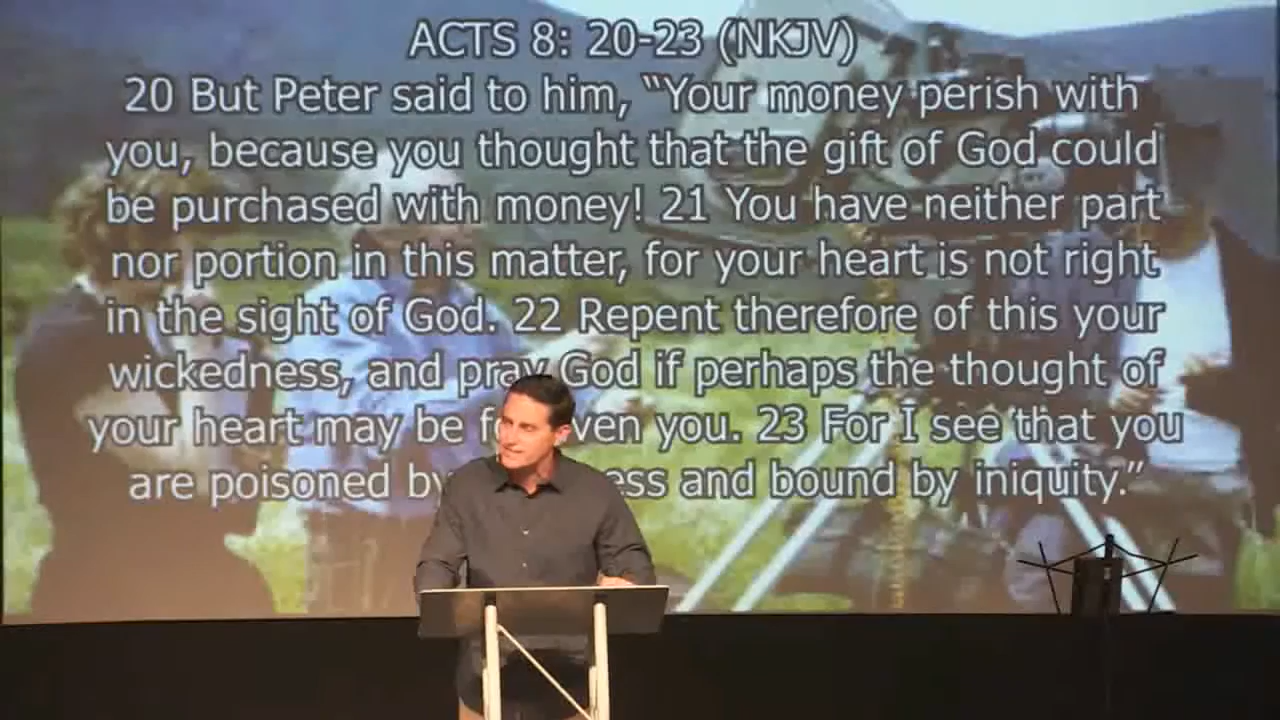 ACTS 8: 20-23 (NKJV)
20 But Peter said to him, “Your money perish with
you, because you thought that the gift of God could
be purchased with money! 21 You have neither part
nor portion in this matter, for your heart is not right
in the sight of God. 22 Repent therefore of this your
wickedness, and pray God if perhaps the thought of
your heart may be you. 23 For I see that you
are poisoned by and bound by iniquity.”